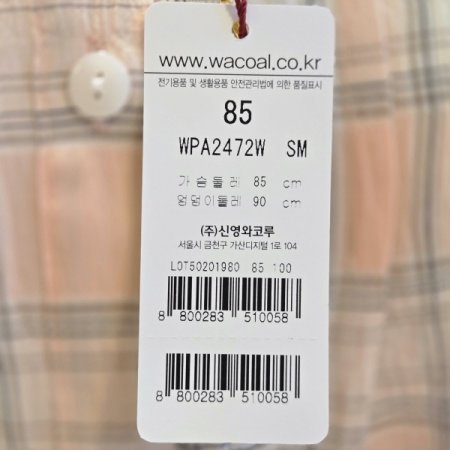 www.wacoal.co.kr
전기용품 및 생활용품 안전관리법에 의한 품질표시
85
WPA2472W SM
가슴둘레 85 cm
엉덩이둘레 90 cm
(주)신영와코루
서울시 금천구 가산디지털 1로 104
LOT50201980 85 100
8 800283 510058
8 800283 510058